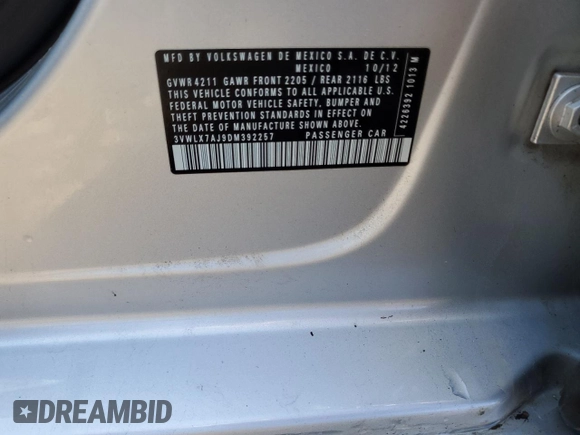 MFD BY VOLKSWAGEN DE MEXICO S.A. DE C.V.
MEXICO 10/12
GVWR 4211 GAWR FRONT 2205 / REAR 2116 LBS
THIS VEHICLE CONFORMS TO ALL APPLICABLE U.S.
FEDERAL MOTOR VEHICLE SAFETY, BUMPER AND
THEFT PREVENTION STANDARDS IN EFFECT ON THE
DATE OF MANUFACTURE SHOWN ABOVE
3VWLX7AJ9DM392257 PASSENGER CAR
4226392 1013 M
DREAMBID